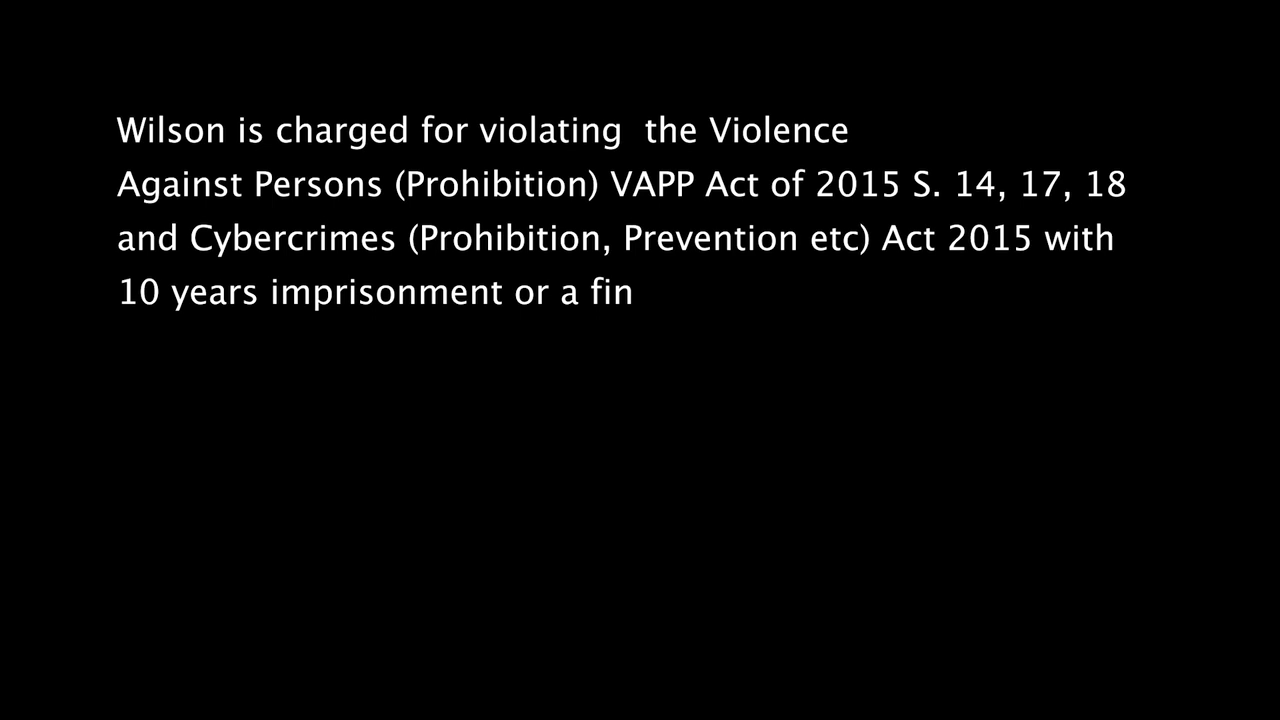 Wilson is charged for violating  the Violence
Against Persons (Prohibition) VAPP Act of 2015 S. 14, 17, 18
and Cybercrimes (Prohibition, Prevention etc) Act 2015 with
10 years imprisonment or a fin